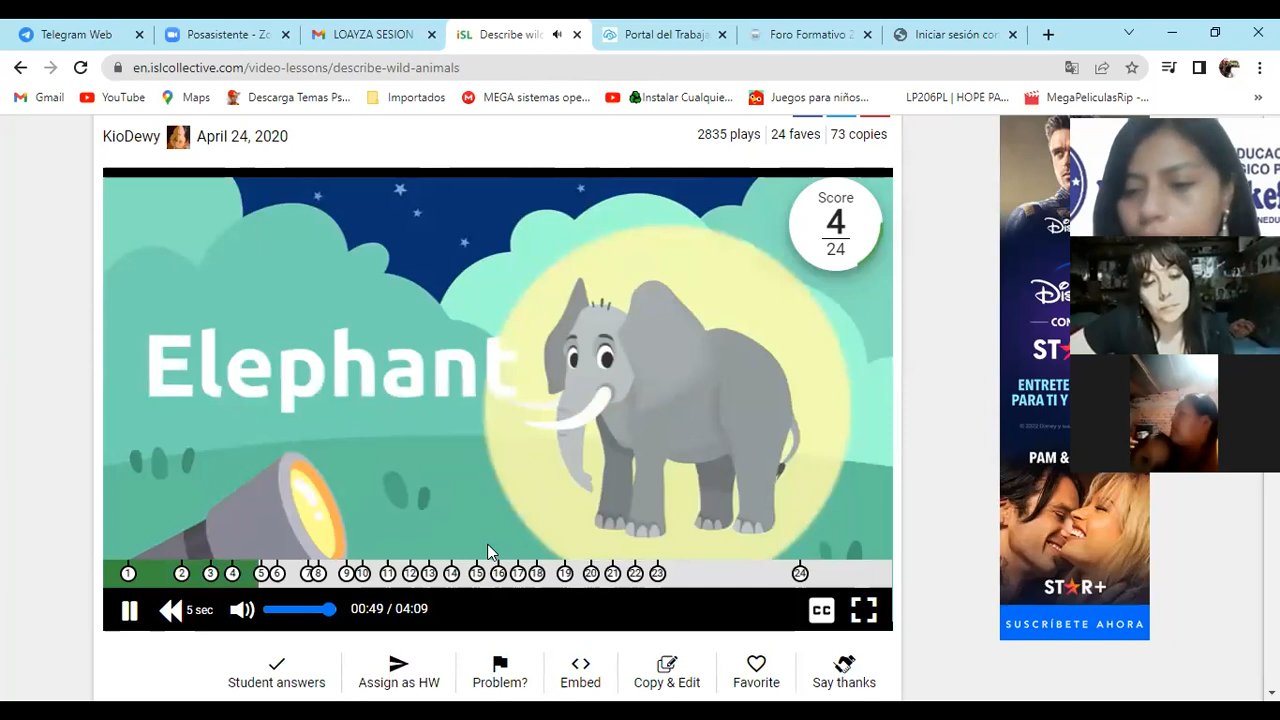 Telegram Web
Posasistente - Zo
LOAYZA SESION
Describe wil
Portal del Trabaja
Foro Formativo 2
Iniciar sesión con
en.islcollective.com/video-lessons/describe-wild-animals
Gmail
YouTube
Maps
Descarga Temas Ps...
Importados
MEGA sistemas ope...
Instalar Cualquie...
Juegos para niños...
LP206PL | HOPE PA...
MegaPeliculasRip -...
»
KioDewy
April 24, 2020
2835 plays
24 faves
73 copies
Score
4
24
Elephant
1 2 3 4 5 6 7 8 9 10 11 12 13 14 15 16 17 18 19 20 21 22 23 24
5 sec
00:49 / 04:09
CC
Student answers
Assign as HW
Problem?
Embed
Copy & Edit
Favorite
Say thanks
EDUCAC
PAM &
STAR+
SUSCRÍBETE AHORA
ENTRETE
PARA TI Y